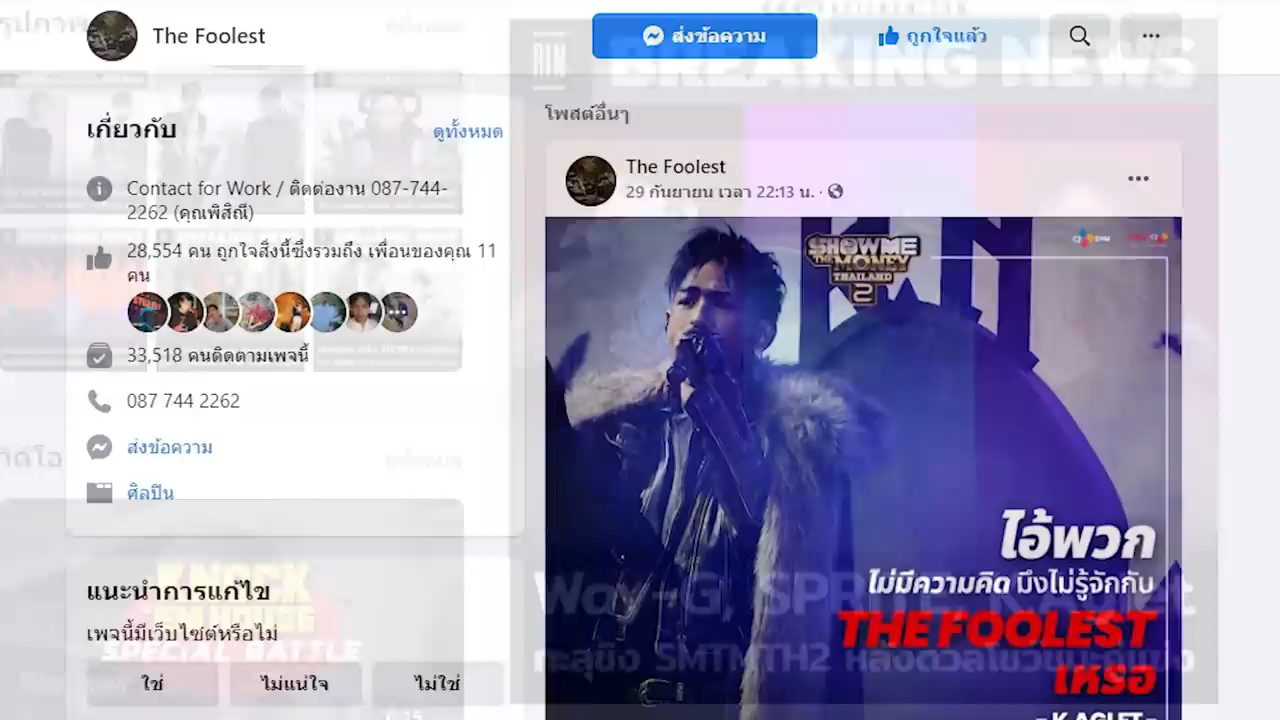 The Foolest
ส่งข้อความ
ถูกใจแล้ว
BREAKING NEWS
เกี่ยวกับ
ดูทั้งหมด
Contact for Work / ติดต่องาน 087-744-
2262 (คุณพิสิณี)
28,554 คน ถูกใจสิ่งนี้ซึ่งรวมถึง เพื่อนของคุณ 11
คน
33,518 คนติดตามเพจนี้
087 744 2262
ส่งข้อความ
ศิลปิน
แนะนำการแก้ไข
เพจนี้มีเว็บไซต์หรือไม่
ใช่
ไม่แน่ใจ
ไม่ใช่
SPECIAL BATTLE
โพสต์อื่นๆ
The Foolest
29 กันยายน เวลา 22:13 น.
SHOW ME
THE MONEY
THAILAND
2
ไอ้พวก
ไม่มีความคิด มึงไม่รู้จักกับ
THE FOOLEST
เหรอ
- K.AGLET -